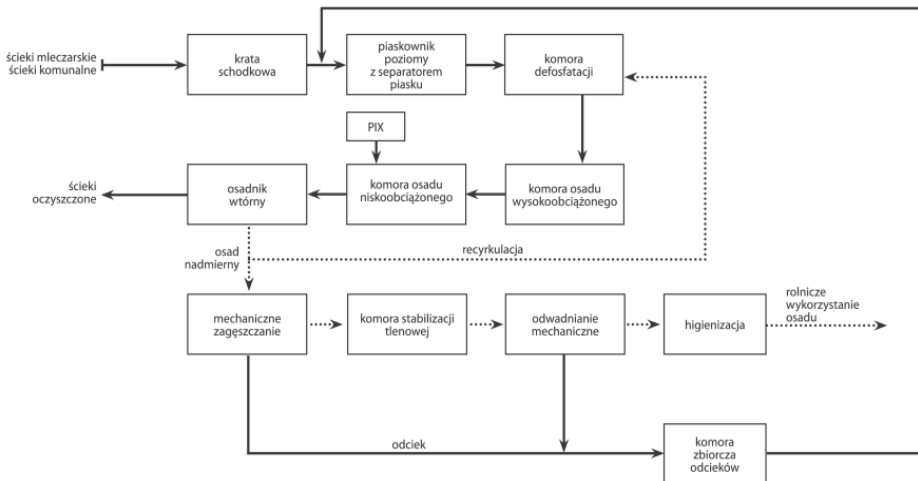 ścieki mleczarskie
ścieki komunalne
krata
schodkowa
piaskownik
poziomy
z separatorem
piasku
komora
defosfatacji
PIX
ścieki
oczyszczone
osadnik
wtórny
komora osadu
niskoobciążonego
komora osadu
wysokoobciążonego
osad
nadmierny
recyrkulacja
mechaniczne
zagęszczanie
komora stabilizacji
tlenowej
odwadnianie
mechaniczne
higienizacja
rolnicze
wykorzystanie
osadu
odciek
komora
zbiorcza
odcieków